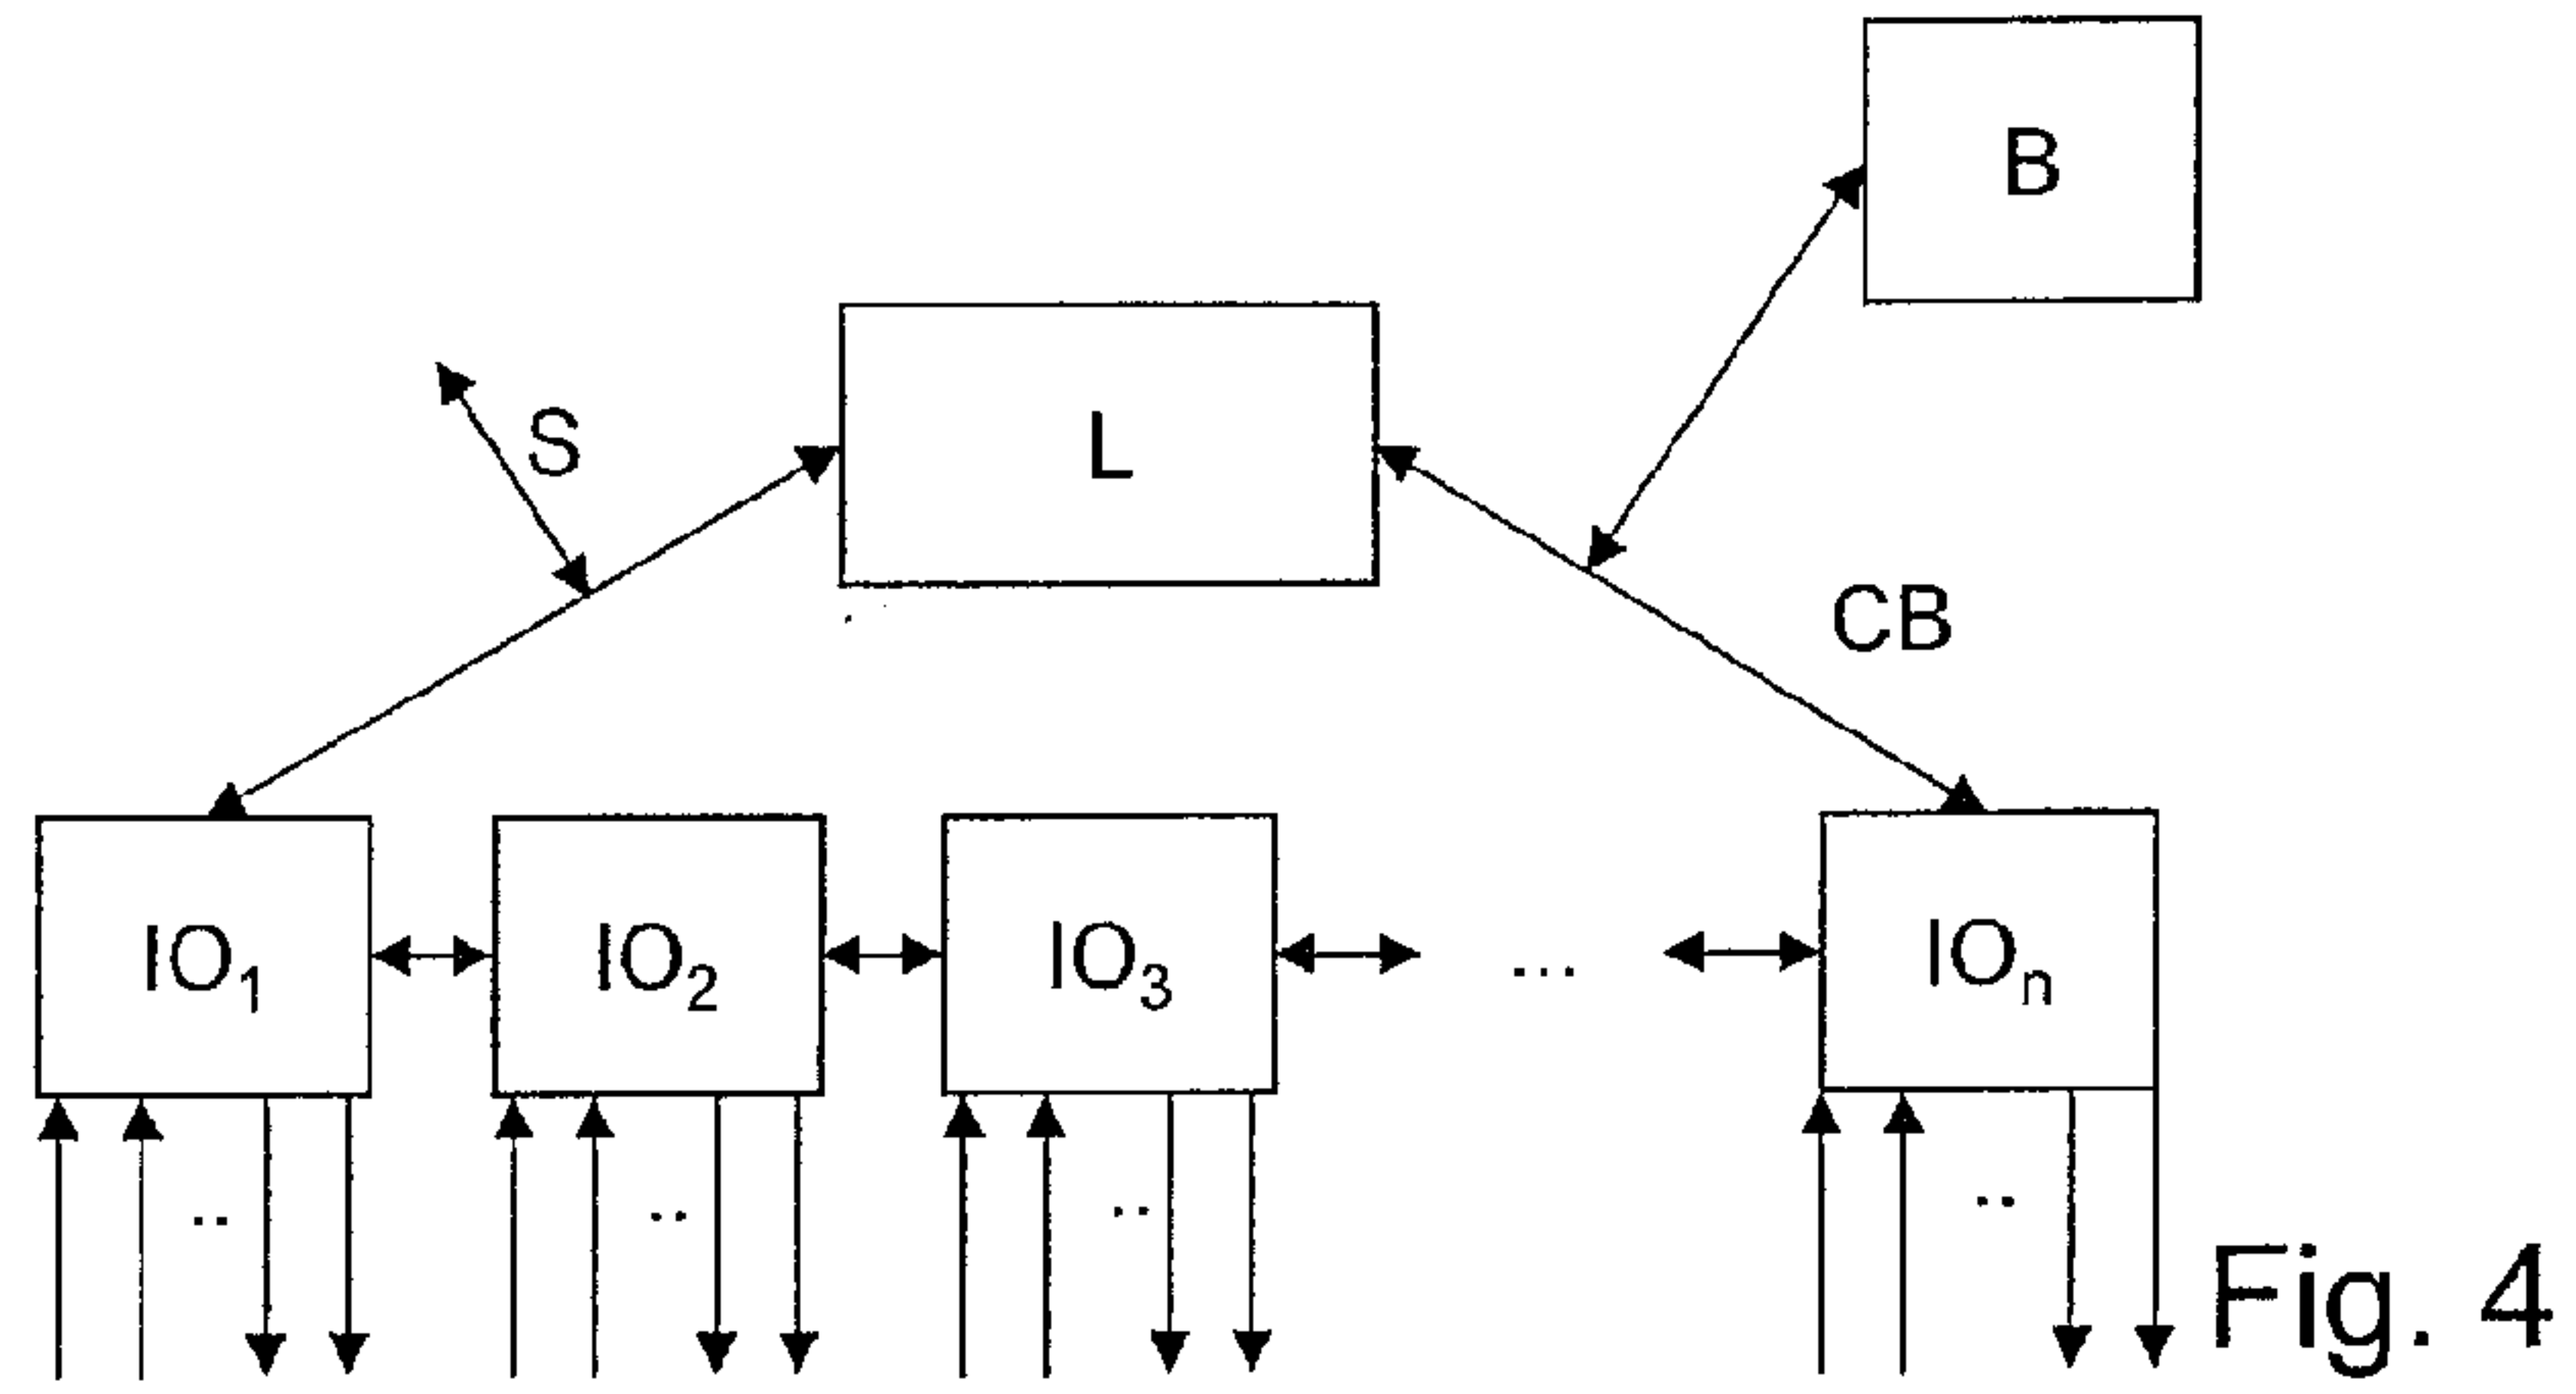 B
L
S
CB
IO₁ IO₂ IO₃ ... IOₙ
.. .. .. ..
Fig. 4